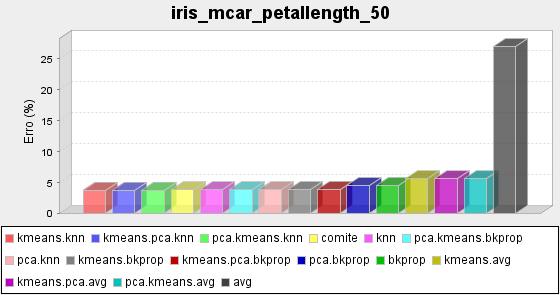 iris_mcar_petallength_50
Erro (%)
25
20
15
10
5
0
kmeans.knn kmeans.pca.knn pca.kmeans.knn comite knn pca.kmeans.bkprop
pca.knn kmeans.bkprop kmeans.pca.bkprop pca.bkprop bkprop kmeans.avg
kmeans.pca.avg pca.kmeans.avg avg